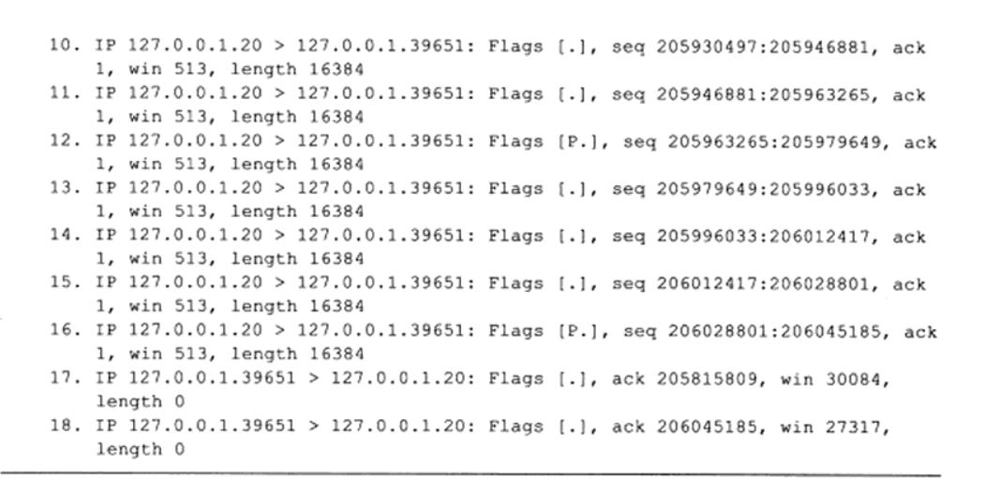 10. IP 127.0.0.1.20 > 127.0.0.1.39651: Flags [.], seq 205930497:205946881, ack
1, win 513, length 16384
11. IP 127.0.0.1.20 > 127.0.0.1.39651: Flags [.], seq 205946881:205963265, ack
1, win 513, length 16384
12. IP 127.0.0.1.20 > 127.0.0.1.39651: Flags [P.], seq 205963265:205979649, ack
1, win 513, length 16384
13. IP 127.0.0.1.20 > 127.0.0.1.39651: Flags [.], seq 205979649:205996033, ack
1, win 513, length 16384
14. IP 127.0.0.1.20 > 127.0.0.1.39651: Flags [.], seq 205996033:206012417, ack
1, win 513, length 16384
15. IP 127.0.0.1.20 > 127.0.0.1.39651: Flags [.], seq 206012417:206028801, ack
1, win 513, length 16384
16. IP 127.0.0.1.20 > 127.0.0.1.39651: Flags [P.], seq 206028801:206045185, ack
1, win 513, length 16384
17. IP 127.0.0.1.39651 > 127.0.0.1.20: Flags [.], ack 205815809, win 30084,
length 0
18. IP 127.0.0.1.39651 > 127.0.0.1.20: Flags [.], ack 206045185, win 27317,
length 0